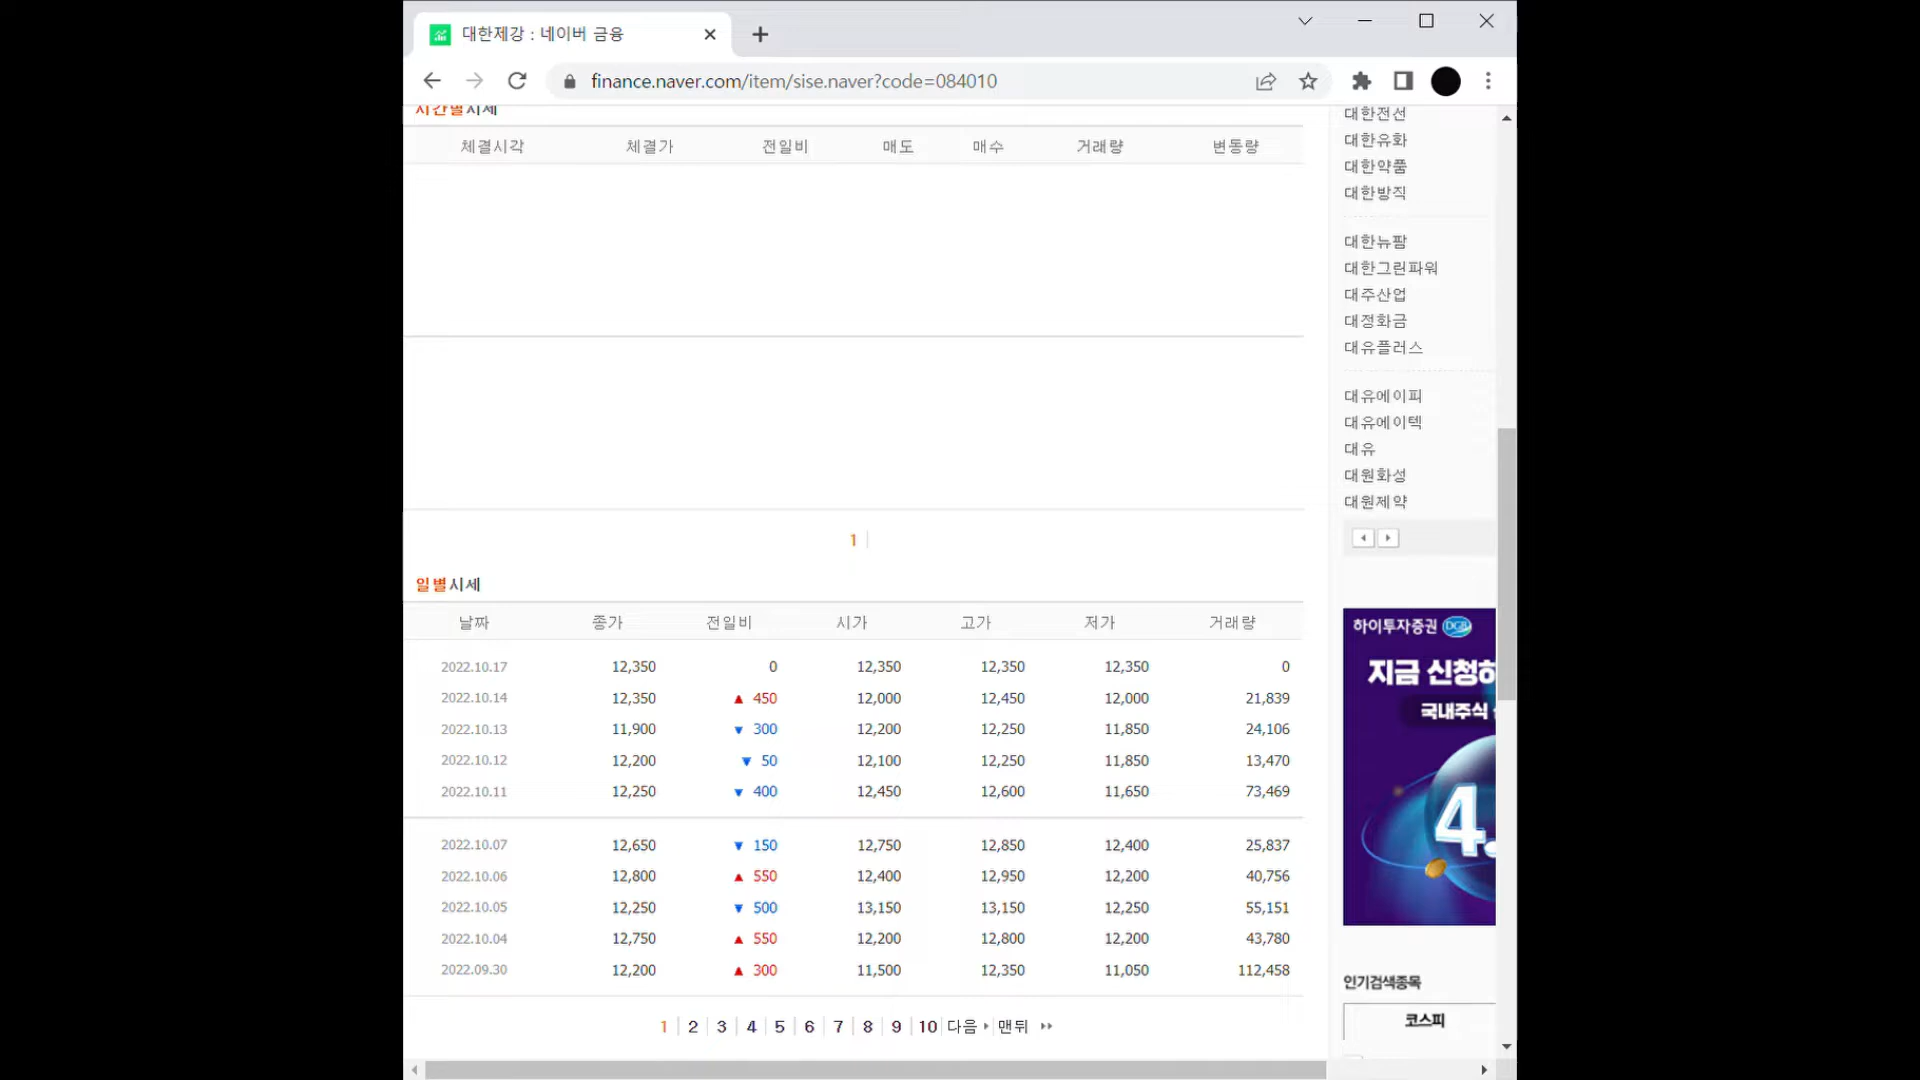 대한제강 : 네이버 금융
finance.naver.com/item/sise.naver?code=084010
시간별시세
체결시각 체결가 전일비 매도 매수 거래량 변동량
1
일별시세
날짜 종가 전일비 시가 고가 저가 거래량
2022.10.17 12,350 0 12,350 12,350 12,350 0
2022.10.14 12,350 ▲ 450 12,000 12,450 12,000 21,839
2022.10.13 11,900 ▼ 300 12,200 12,250 11,850 24,106
2022.10.12 12,200 ▼ 50 12,100 12,250 11,850 13,470
2022.10.11 12,250 ▼ 400 12,450 12,600 11,650 73,469
2022.10.07 12,650 ▼ 150 12,750 12,850 12,400 25,837
2022.10.06 12,800 ▲ 550 12,400 12,950 12,200 40,756
2022.10.05 12,250 ▼ 500 13,150 13,150 12,250 55,151
2022.10.04 12,750 ▲ 550 12,200 12,800 12,200 43,780
2022.09.30 12,200 ▲ 300 11,500 12,350 11,050 112,458
1 2 3 4 5 6 7 8 9 10 다음 맨뒤
대한전선
대한유화
대한약품
대한방직
대한뉴팜
대한그린파워
대주산업
대정화금
대유플러스
대유에이피
대유에이텍
대유
대원화성
대원제약
하이투자증권 DGB
지금 신청하
국내주식
4.
인기검색종목
코스피